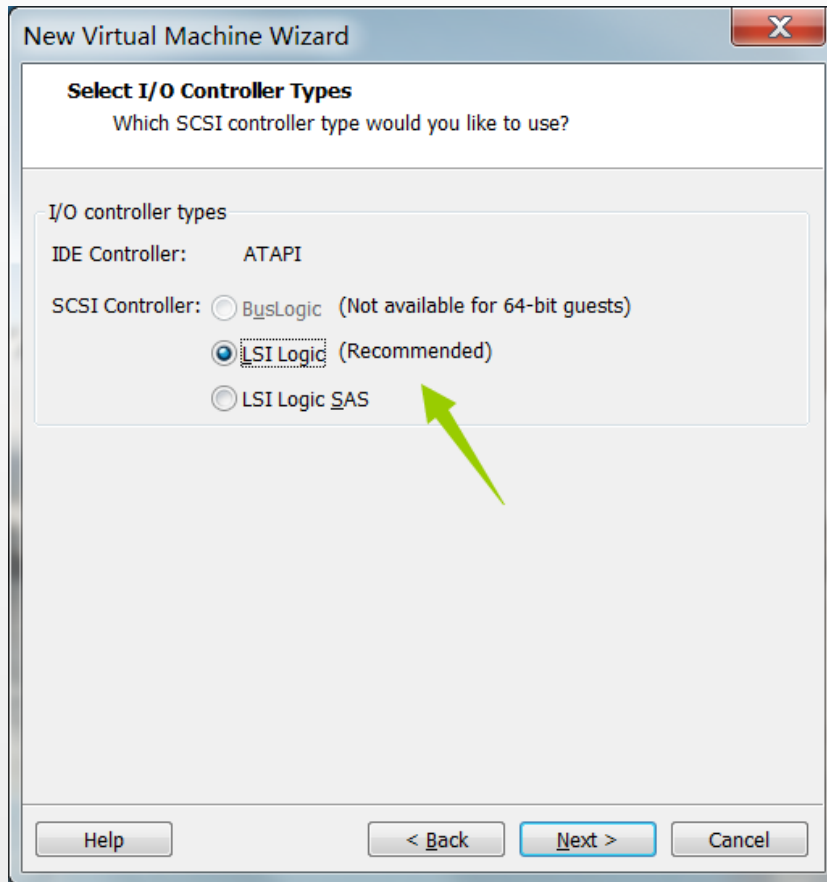 New Virtual Machine Wizard
Select I/O Controller Types
Which SCSI controller type would you like to use?
I/O controller types
IDE Controller: ATAPI
SCSI Controller: BusLogic (Not available for 64-bit guests)
LSI Logic (Recommended)
LSI Logic SAS
Help < Back Next > Cancel